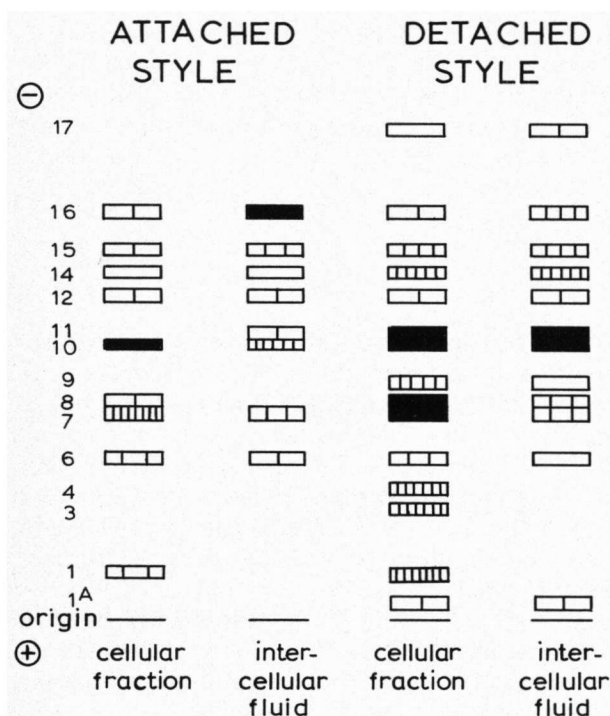 ATTACHED STYLE
DETACHED STYLE
⊖
17
16
15
14
12
11
10
9
8
7
6
4
3
1
1A
origin
⊕
cellular fraction
inter-
cellular
fluid
cellular fraction
inter-
cellular
fluid